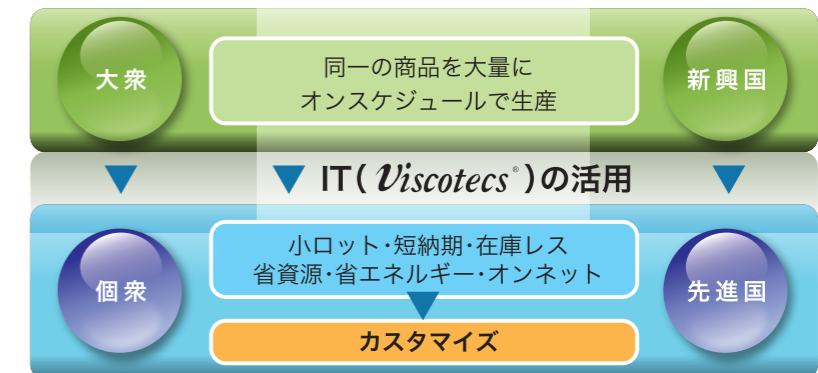 大衆
同一の商品を大量に
オンスケジュールで生産
新興国
IT(Viscotecs®)の活用
個衆
小ロット・短納期・在庫レス
省資源・省エネルギー・オンネット
先進国
カスタマイズ